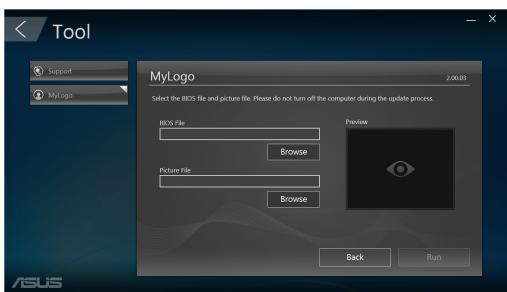 Tool
Support
MyLogo
MyLogo
2.00.03
Select the BIOS file and picture file. Please do not turn off the computer during the update process.
BIOS File
Preview
Browse
Picture File
Browse
Back
Run
ASUS